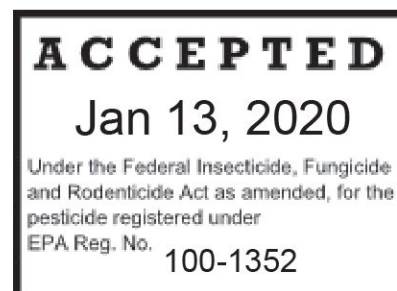 ACCEPTED
Jan 13, 2020
Under the Federal Insecticide, Fungicide
and Rodenticide Act as amended, for the
pesticide registered under
EPA Reg. No. 100-1352